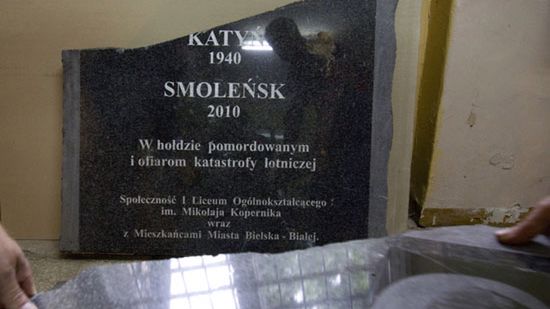 KATYŃ
1940
SMOLEŃSK
2010
W hołdzie pomordowanym
i ofiarom katastrofy lotniczej
Społeczność I Liceum Ogólnokształcącego
im. Mikołaja Kopernika
wraz
z Mieszkańcami Miasta Bielska - Białej.